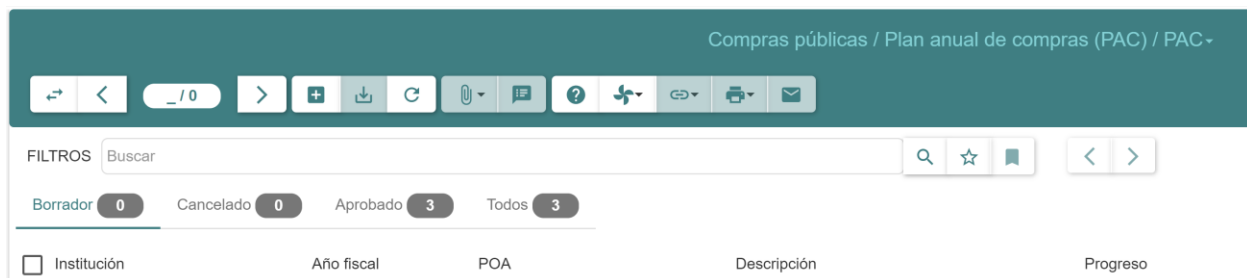 Compras públicas / Plan anual de compras (PAC) / PAC
_ / 0
FILTROS Buscar
Borrador 0 Cancelado 0 Aprobado 3 Todos 3
Institución Año fiscal POA Descripción Progreso